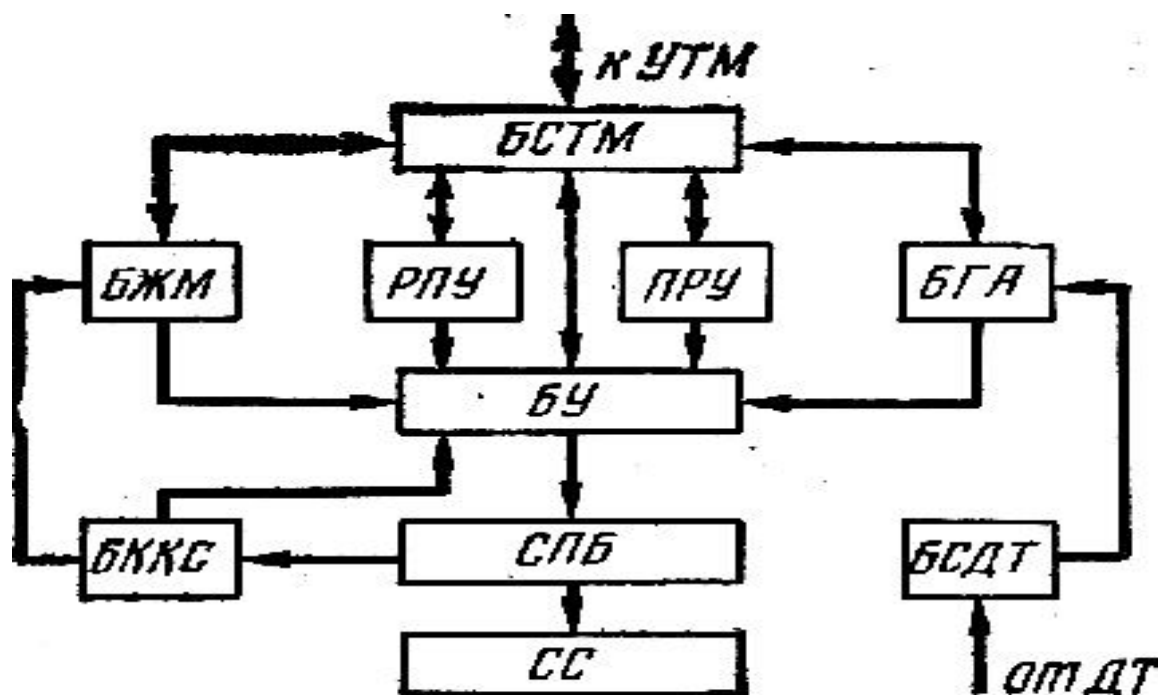 к УТМ
БСТМ
БЖМ
РПУ
ПРУ
БГА
БУ
БККС
СПБ
БСДТ
СС
от ДТ